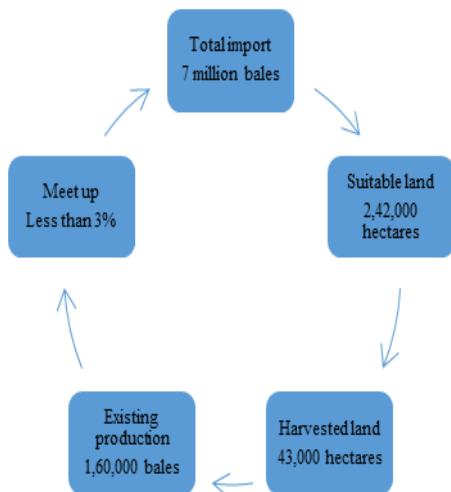 Total import
7 million bales
Suitable land
2,42,000
hectares
Harvested land
43,000 hectares
Existing
production
1,60,000 bales
Meet up
Less than 3%